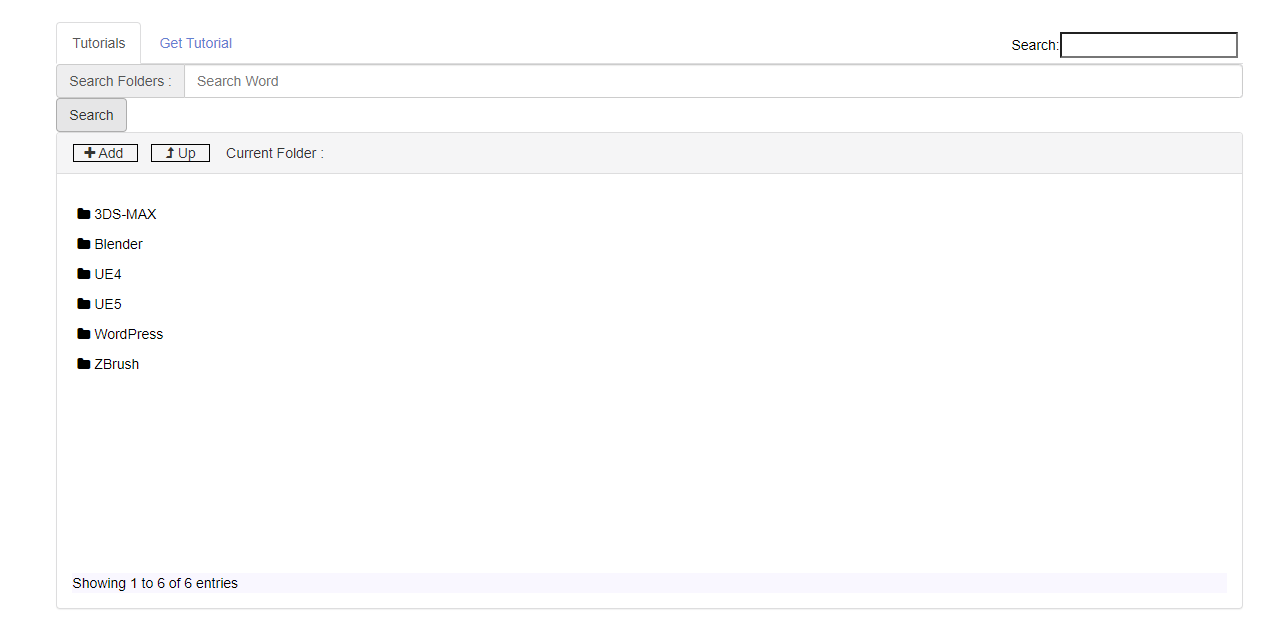 Tutorials Get Tutorial Search:
Search Folders : Search Word
Search
Add Up Current Folder :
3DS-MAX
Blender
UE4
UE5
WordPress
ZBrush
Showing 1 to 6 of 6 entries